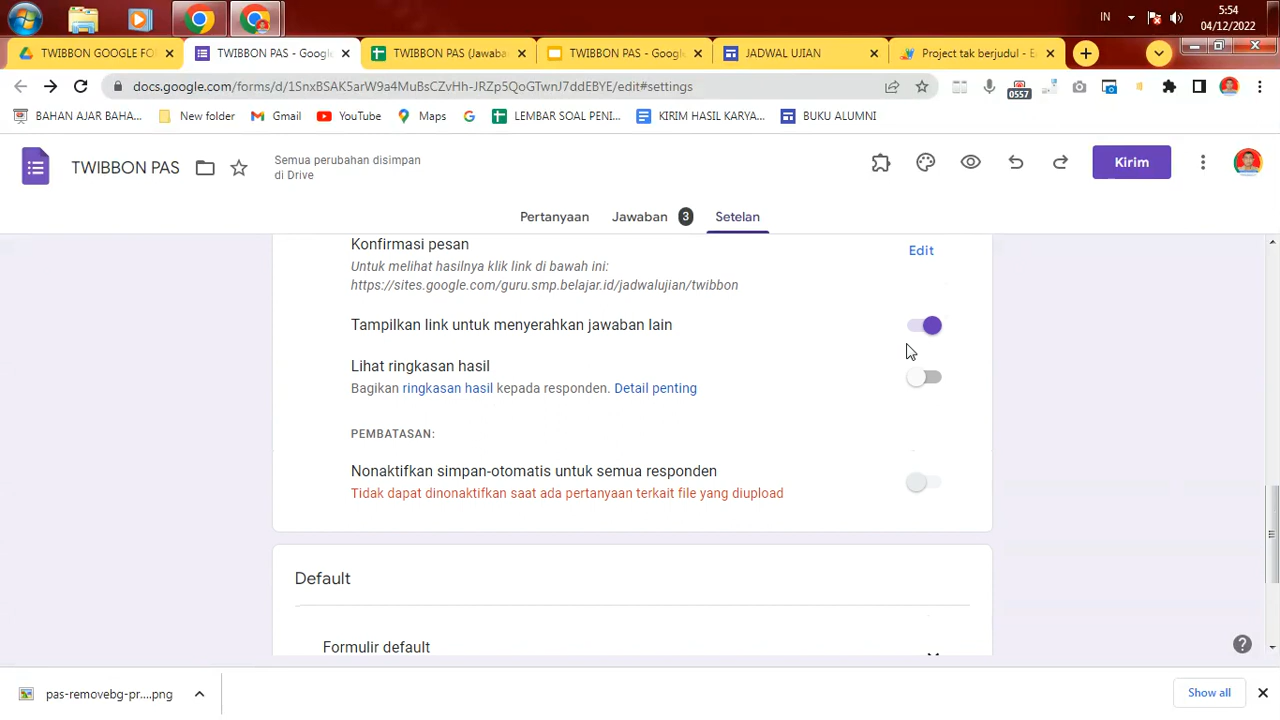 IN
5:54
04/12/2022
TWIBBON GOOGLE FO
TWIBBON PAS - Goog
TWIBBON PAS (Jawaba
TWIBBON PAS - Googl
JADWAL UJIAN
Project tak berjudul - E
docs.google.com/forms/d/1SnxBSAK5srW9a4MuBsCZvHh-JRZp5QoGTwnJ7ddEBYE/edit#settings
0557
BAHAN AJAR BAHA...
New folder
Gmail
YouTube
Maps
LEMBAR SOAL PENI...
KIRIM HASIL KARYA...
BUKU ALUMNI
TWIBBON PAS
Semua perubahan disimpan
di Drive
Kirim
Pertanyaan
Jawaban 3
Setelan
Konfirmasi pesan
Edit
Untuk melihat hasilnya klik link di bawah ini:
https://sites.google.com/guru.smp.belajar.id/jadwalujian/twibbon
Tampilkan link untuk menyerahkan jawaban lain
Lihat ringkasan hasil
Bagikan ringkasan hasil kepada responden. Detail penting
PEMBATASAN:
Nonaktifkan simpan-otomatis untuk semua responden
Tidak dapat dinonaktifkan saat ada pertanyaan terkait file yang diupload
Default
Formulir default
pas-removebg-pr....png
Show all